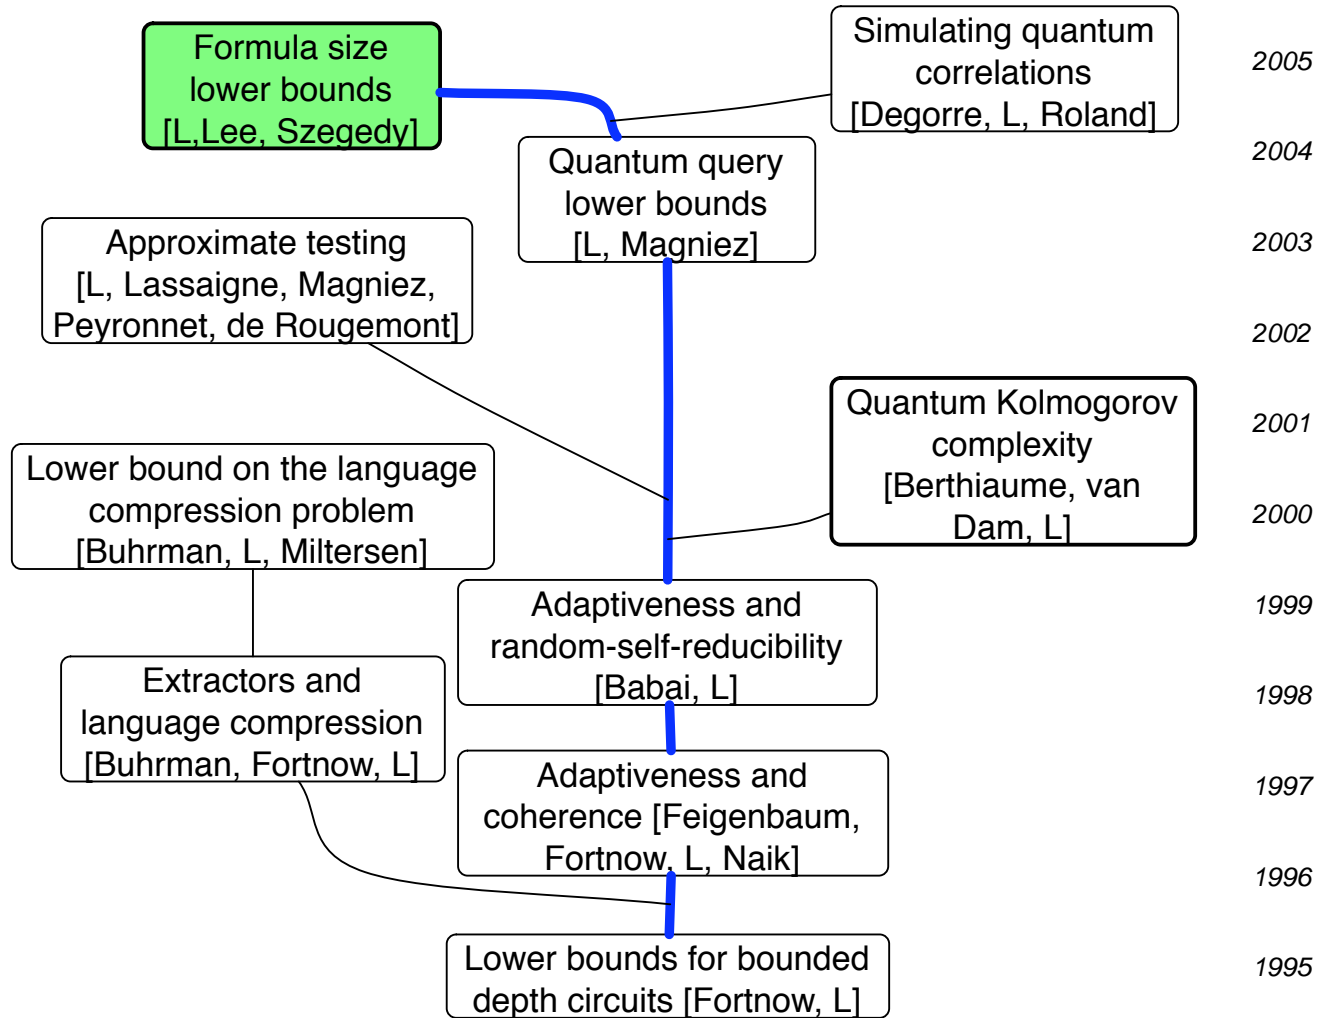 Formula size
lower bounds
[L,Lee, Szegedy]
Simulating quantum
correlations
[Degorre, L, Roland]
2005
2004
Quantum query
lower bounds
[L, Magniez]
Approximate testing
[L, Lassaigne, Magniez,
Peyronnet, de Rougemont]
2003
2002
Quantum Kolmogorov
complexity
[Berthiaume, van
Dam, L]
2001
Lower bound on the language
compression problem
[Buhrman, L, Miltersen]
2000
Adaptiveness and
random-self-reducibility
[Babai, L]
1999
Extractors and
language compression
[Buhrman, Fortnow, L]
1998
Adaptiveness and
coherence [Feigenbaum,
Fortnow, L, Naik]
1997
1996
Lower bounds for bounded
depth circuits [Fortnow, L]
1995